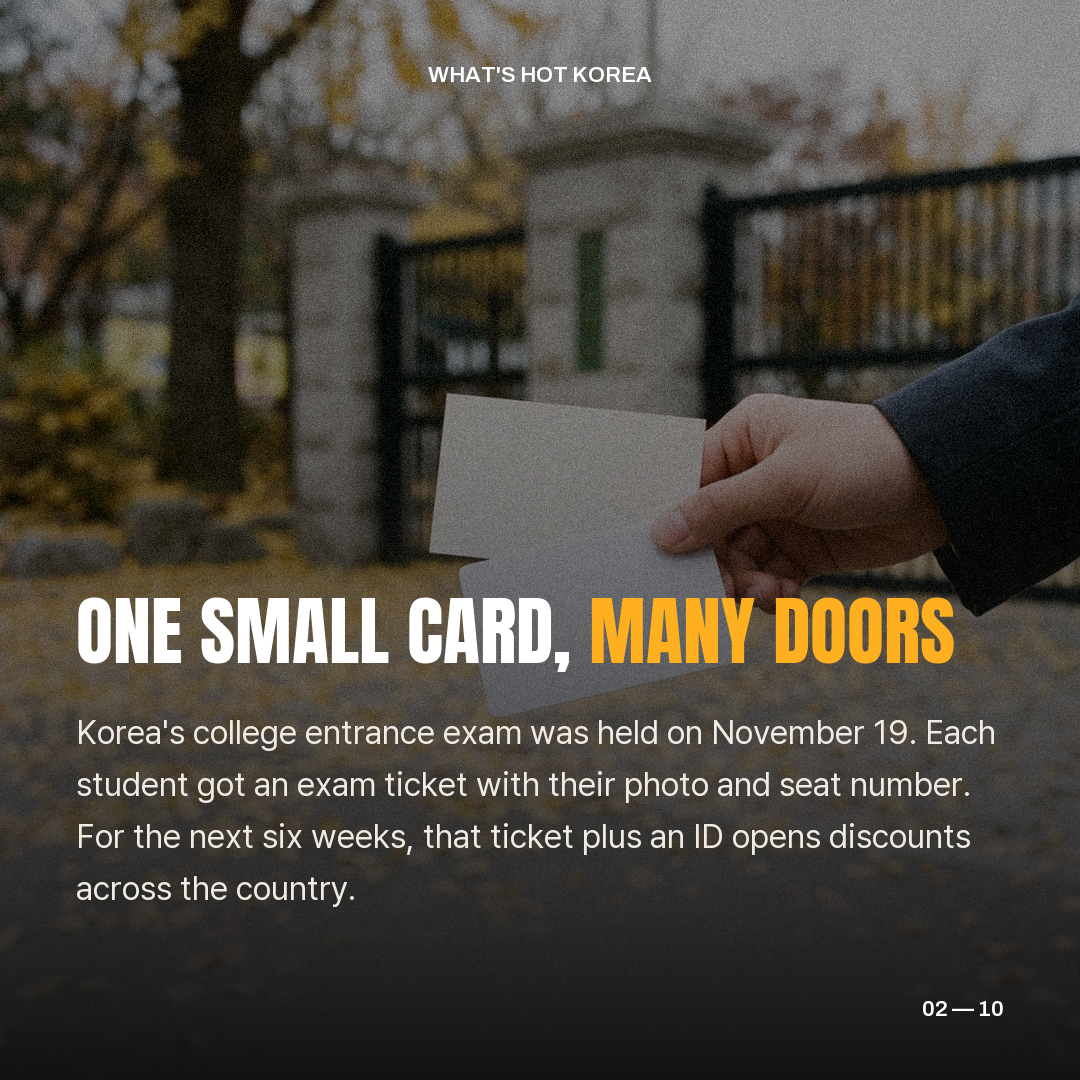 WHAT'S HOT KOREA
ONE SMALL CARD, MANY DOORS
Korea's college entrance exam was held on November 19. Each
student got an exam ticket with their photo and seat number.
For the next six weeks, that ticket plus an ID opens discounts
across the country.
02 — 10